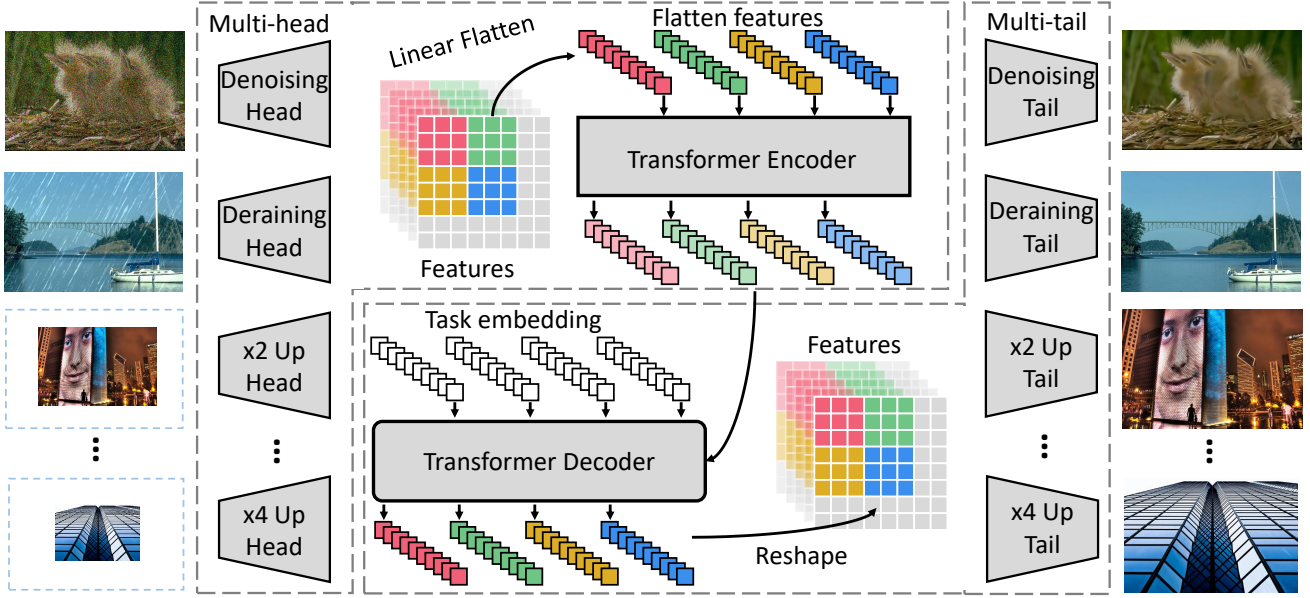 Multi-head
Denoising
Head
Deraining
Head
x2 Up
Head
...
x4 Up
Head
Linear Flatten
Features
Flatten features
Transformer Encoder
Task embedding
Transformer Decoder
Features
Reshape
Multi-tail
Denoising
Tail
Deraining
Tail
x2 Up
Tail
...
x4 Up
Tail